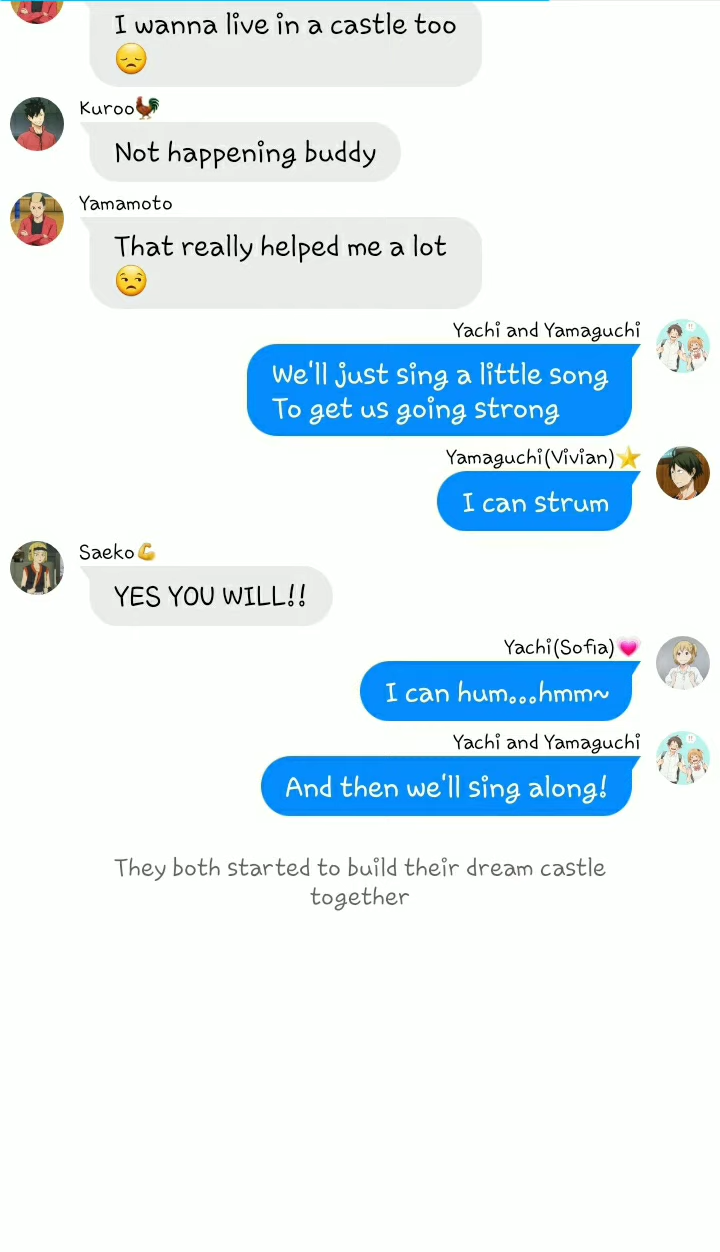 I wanna live in a castle too
😞
Kuroo🐓
Not happening buddy
Yamamoto
That really helped me a lot
😒
Yachi and Yamaguchi
We'll just sing a little song
To get us going strong
Yamaguchi(Vivian)⭐
I can strum
Saeko💪
YES YOU WILL!!
Yachi(Sofia)💗
I can hum...hmm~
Yachi and Yamaguchi
And then we'll sing along!
They both started to build their dream castle
together